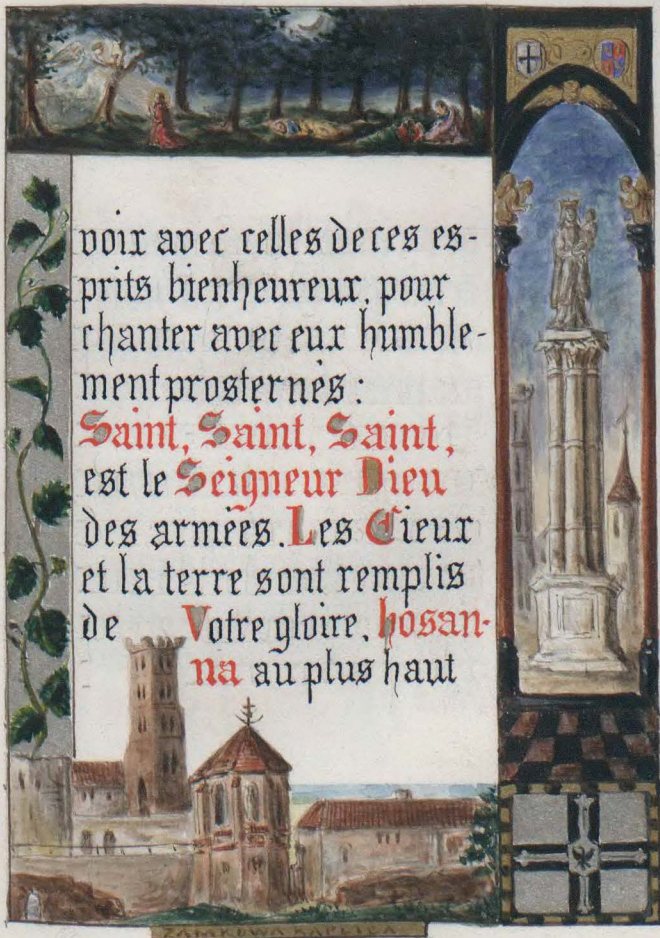 voix avec celles de ces es-
prits bienheureux, pour
chanter avec eux humble-
ment prosternés :
Saint, Saint, Saint,
est le Seigneur Dieu
des armées. Les Cieux
et la terre sont remplis
de Votre gloire, hosan-
na au plus haut
ZAMKOWA KAPLICA